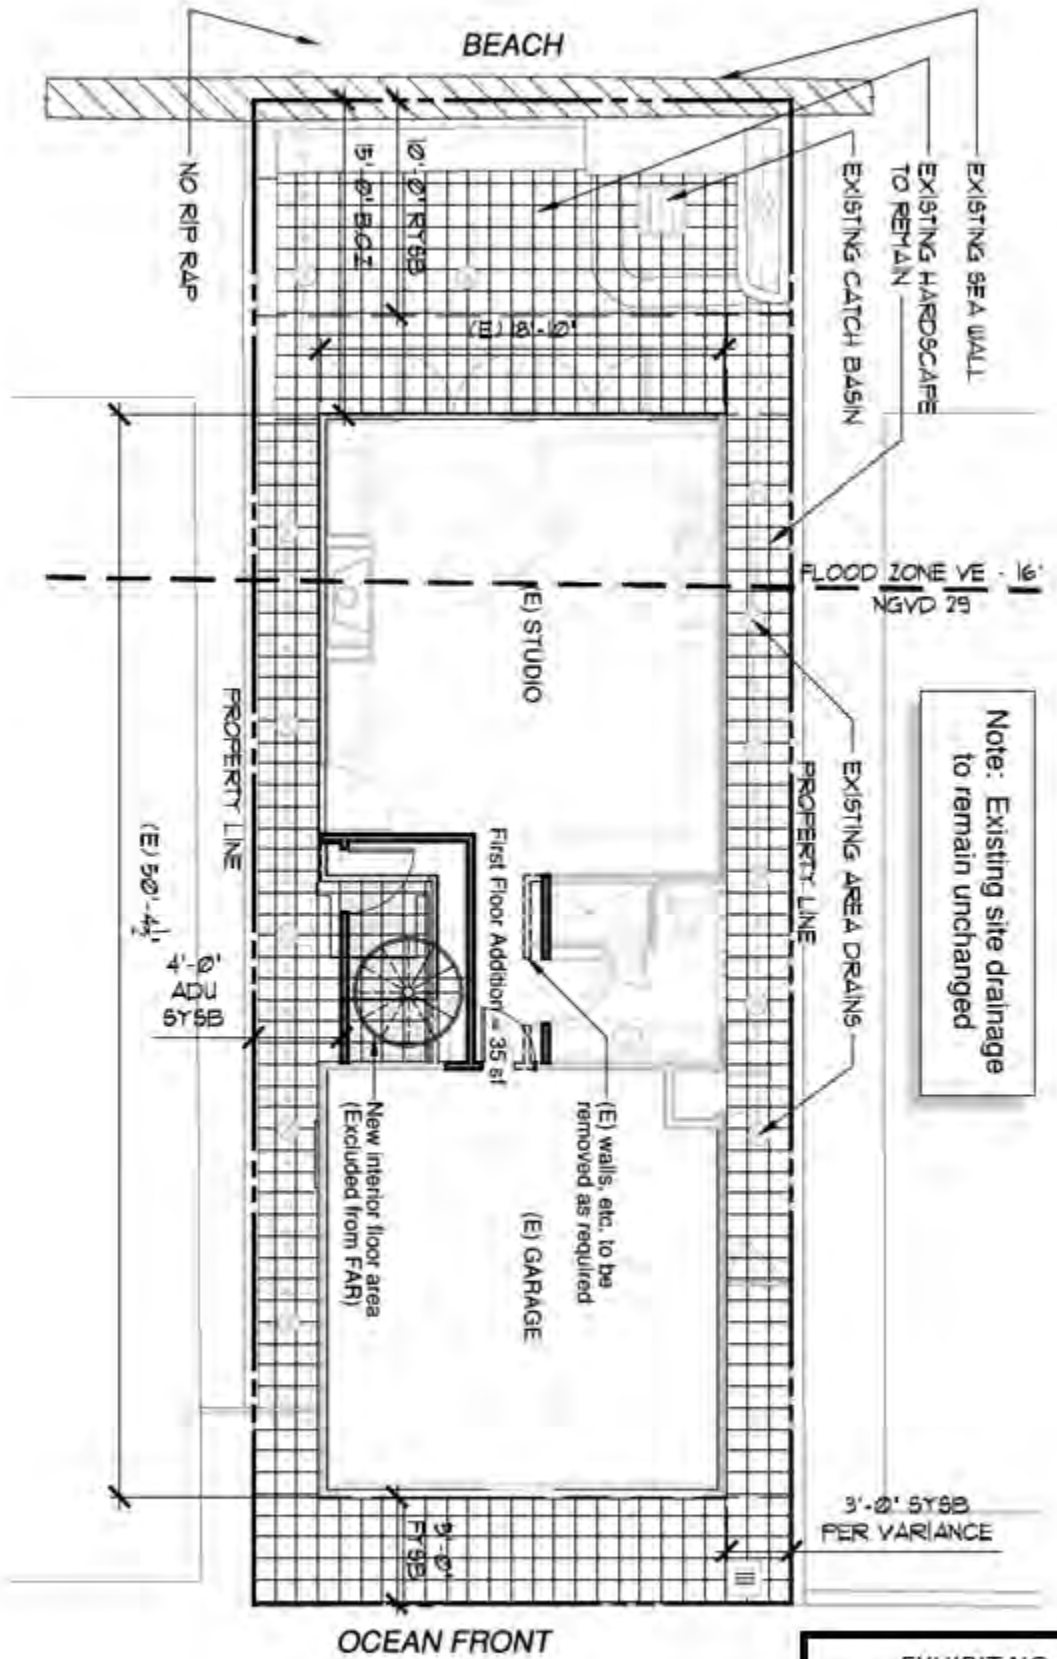 BEACH
NO RIP RAP
10'-0' RYSB
15'-0' B.C.Z
(E) 18'-10'
EXISTING CATCH BASIN
EXISTING HARDSCAPE
TO REMAIN
EXISTING SEA WALL
FLOOD ZONE VE - 16'
NGVD 29
(E) STUDIO
Note: Existing site drainage
to remain unchanged
PROPERTY LINE
PROPERTY LINE
EXISTING AREA DRAINS
(E) 50'-4½'
4'-0'
ADU
SYSB
First Floor Addition = 35 sf
(E) walls, etc. to be
removed as required
New interior floor area
(Excluded from FAR)
(E) GARAGE
3'-0' SYSB
PER VARIANCE
FYSB
OCEAN FRONT